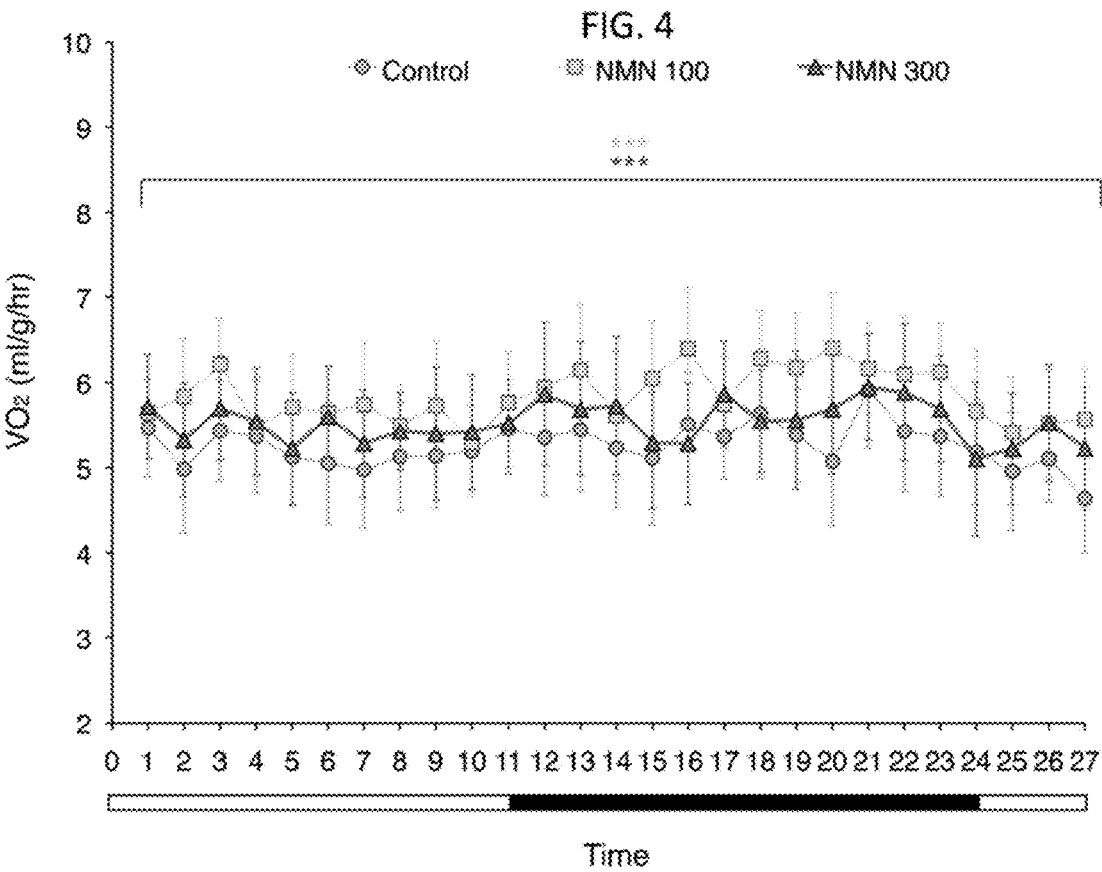 FIG. 4
Control NMN 100 NMN 300
***
***
VO₂ (ml/g/hr)
10
9
8
7
6
5
4
3
2
0 1 2 3 4 5 6 7 8 9 10 11 12 13 14 15 16 17 18 19 20 21 22 23 24 25 26 27
Time